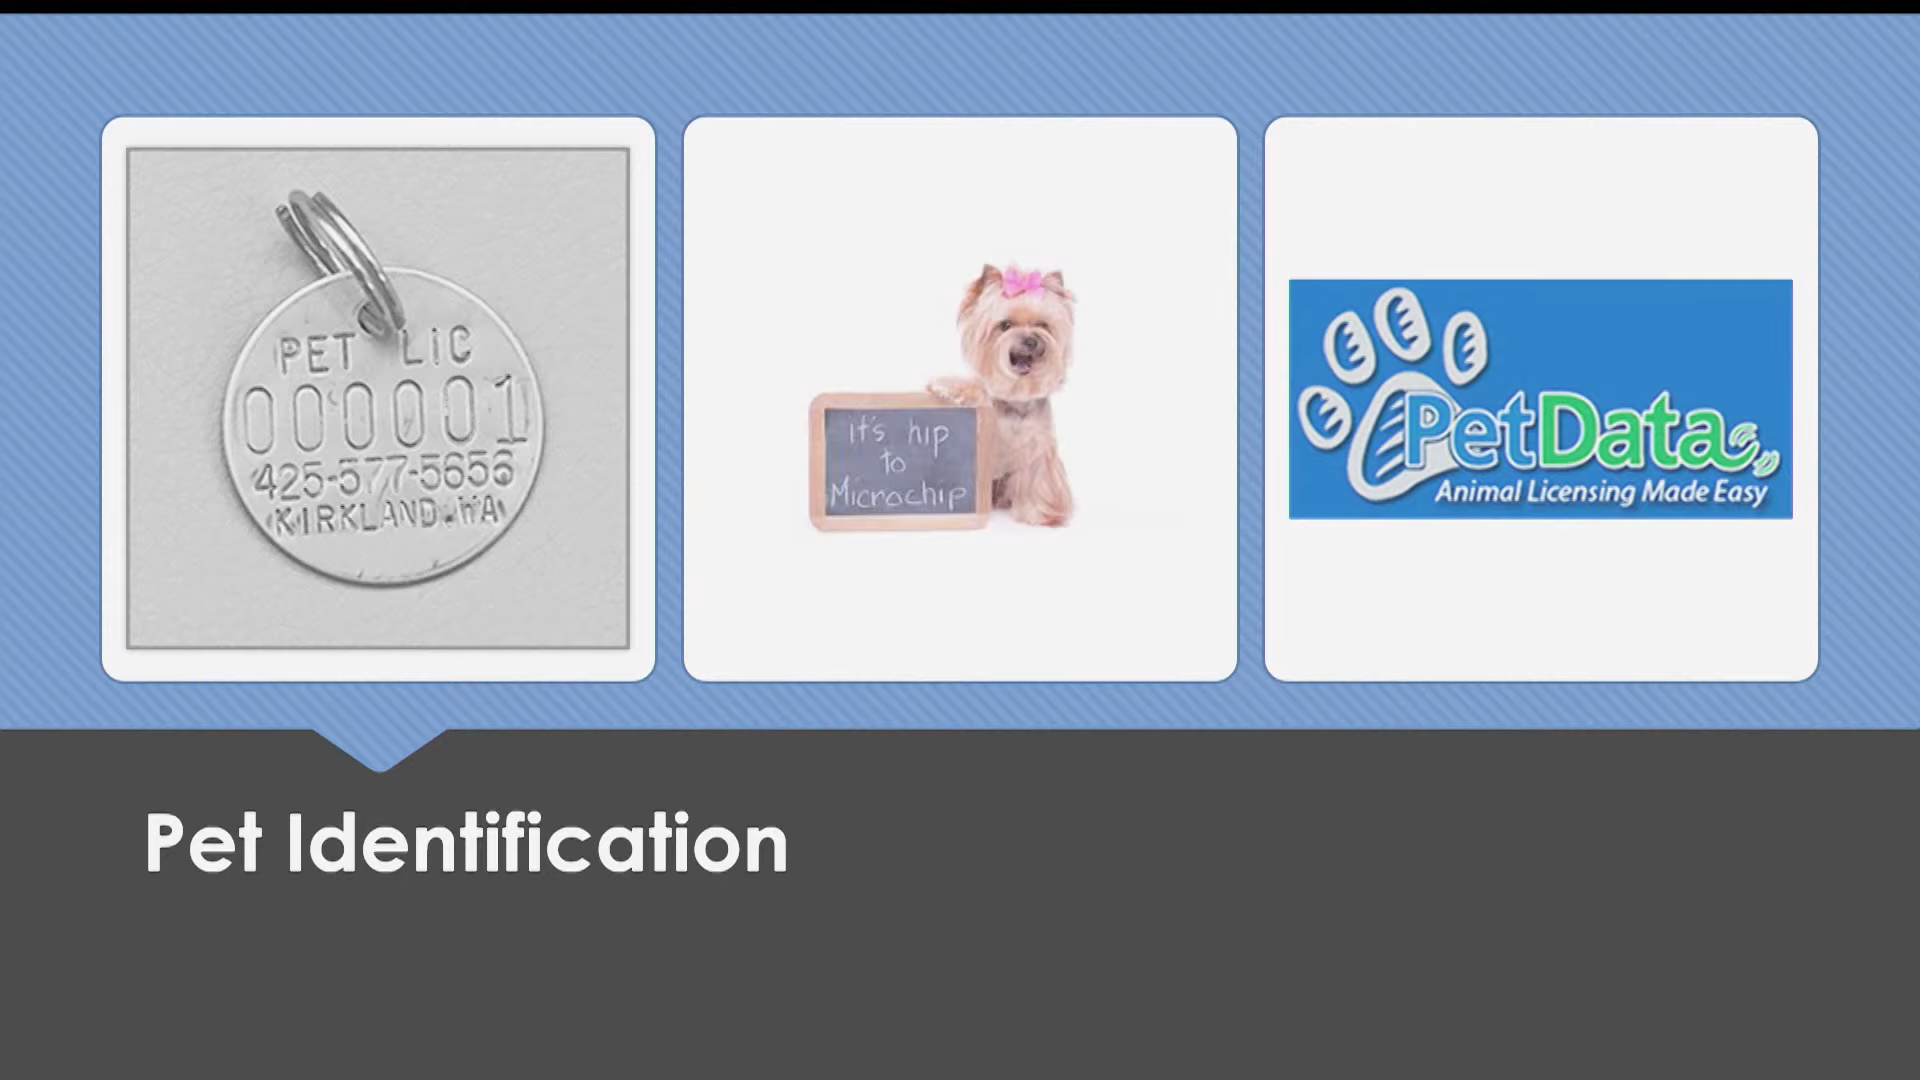 PET LIC
000001
425-577-5656
KIRKLAND.WA
it's hip
to
Microchip
PetData
Animal Licensing Made Easy
Pet Identification